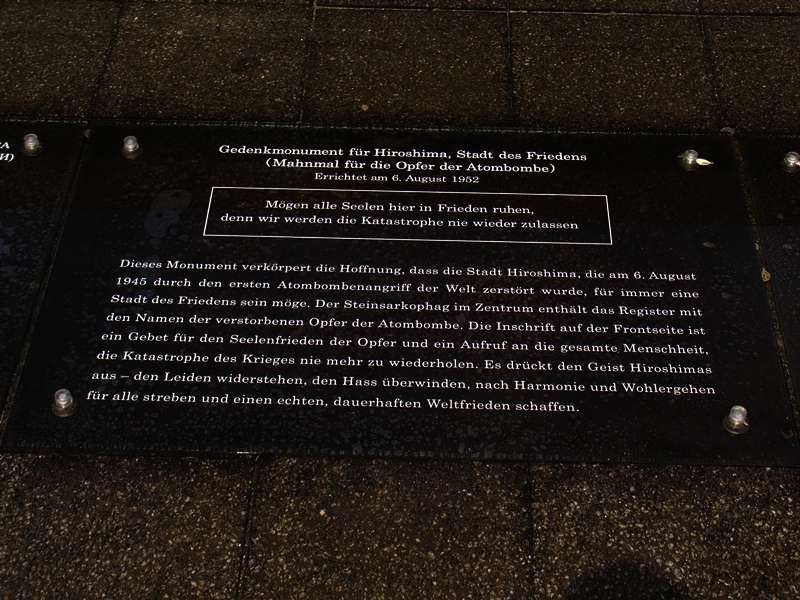 Gedenkmonument für Hiroshima, Stadt des Friedens
(Mahnmal für die Opfer der Atombombe)
Errichtet am 6. August 1952
Mögen alle Seelen hier in Frieden ruhen,
denn wir werden die Katastrophe nie wieder zulassen
Dieses Monument verkörpert die Hoffnung, dass die Stadt Hiroshima, die am 6. August
1945 durch den ersten Atombombenangriff der Welt zerstört wurde, für immer eine
Stadt des Friedens sein möge. Der Steinsarkophag im Zentrum enthält das Register mit
den Namen der verstorbenen Opfer der Atombombe. Die Inschrift auf der Frontseite ist
ein Gebet für den Seelenfrieden der Opfer und ein Aufruf an die gesamte Menschheit,
die Katastrophe des Krieges nie mehr zu wiederholen. Es drückt den Geist Hiroshimas
aus – den Leiden widerstehen, den Hass überwinden, nach Harmonie und Wohlergehen
für alle streben und einen echten, dauerhaften Weltfrieden schaffen.